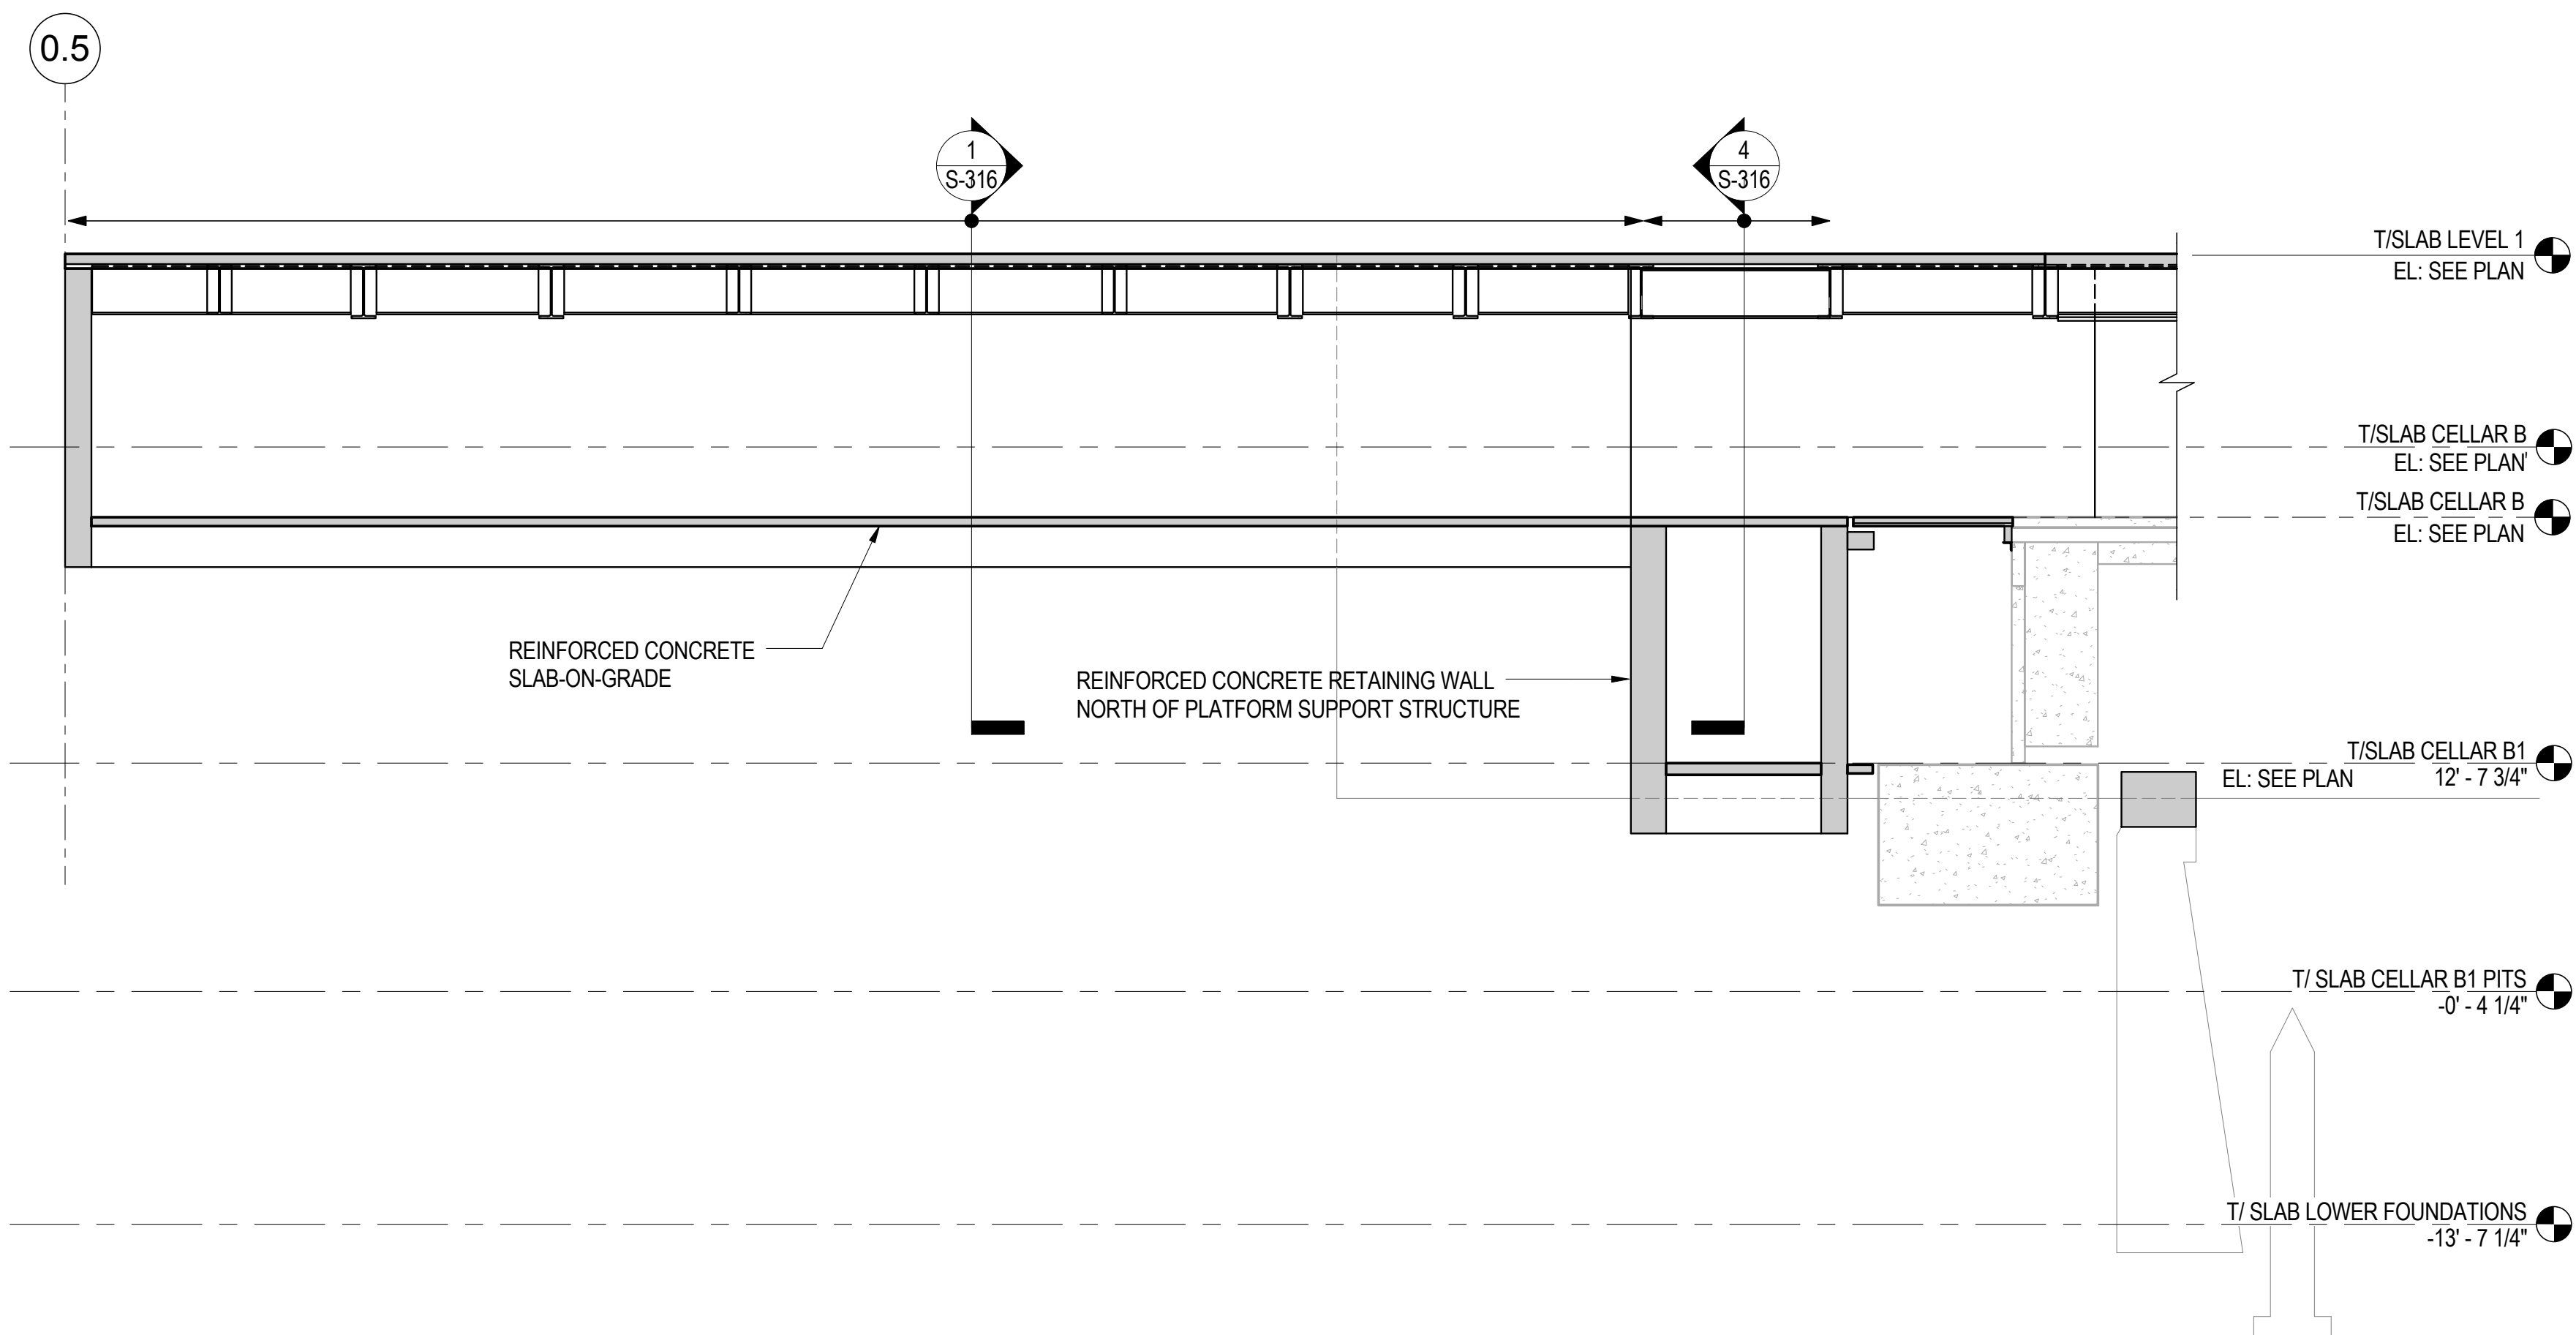 0.5
1
S-316
4
S-316
T/SLAB LEVEL 1
EL: SEE PLAN
T/SLAB CELLAR B
EL: SEE PLAN'
T/SLAB CELLAR B
EL: SEE PLAN
REINFORCED CONCRETE
SLAB-ON-GRADE
REINFORCED CONCRETE RETAINING WALL
NORTH OF PLATFORM SUPPORT STRUCTURE
T/SLAB CELLAR B1
EL: SEE PLAN
12' - 7 3/4"
T/ SLAB CELLAR B1 PITS
-0' - 4 1/4"
T/ SLAB LOWER FOUNDATIONS
-13' - 7 1/4"